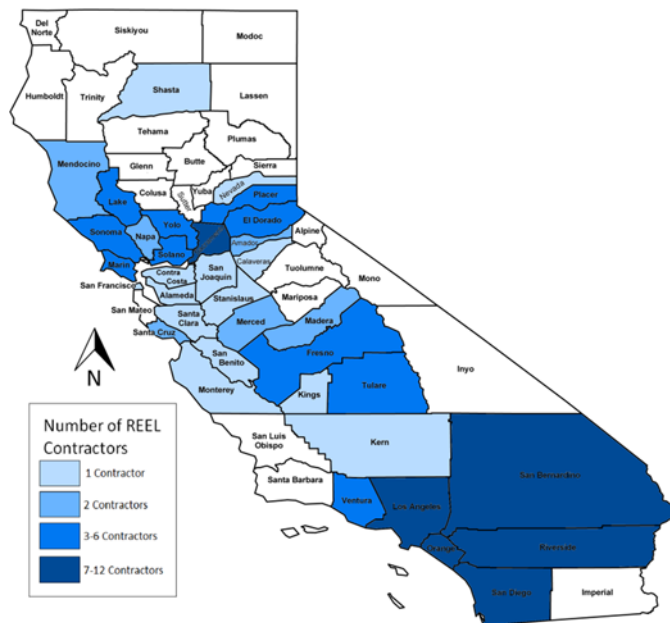 Del
Norte
Siskiyou
Modoc
Humboldt
Trinity
Shasta
Lassen
Tehama
Plumas
Mendocino
Glenn
Butte
Sierra
Lake
Colusa
Sutter
Yuba
Nevada
Placer
Sonoma
Napa
Yolo
El Dorado
Marin
Solano
Amador
Alpine
Calaveras
San Francisco
Contra
Costa
San
Joaquin
Tuolumne
Mono
Alameda
Stanislaus
San Mateo
Santa
Clara
Mariposa
Santa Cruz
Merced
Madera
San
Benito
Fresno
Monterey
Kings
Tulare
Inyo
N
San Luis
Obispo
Kern
San Bernardino
Santa Barbara
Ventura
Los Angeles
Orange
Riverside
San Diego
Imperial
Number of REEL
Contractors
1 Contractor
2 Contractors
3-6 Contractors
7-12 Contractors